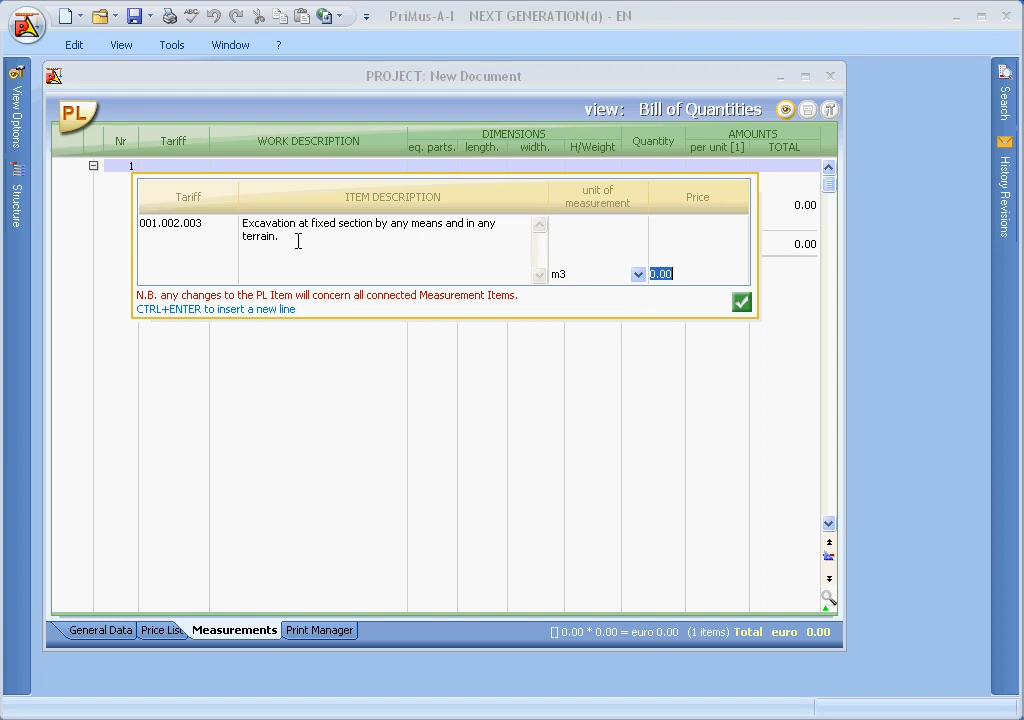 PriMus-A-I NEXT GENERATION(d) - EN
Edit View Tools Window ?
PROJECT: New Document
View Options
Structure
Search
History Revisions
PL
view: Bill of Quantities
Nr Tariff WORK DESCRIPTION DIMENSIONS Quantity AMOUNTS
eq. parts. length. width. H/Weight per unit [1] TOTAL
1
Tariff ITEM DESCRIPTION unit of measurement Price
001.002.003 Excavation at fixed section by any means and in any
terrain.
m3 0.00
N.B. any changes to the PL Item will concern all connected Measurement Items.
CTRL+ENTER to insert a new line
0.00
0.00
General Data Price Lis Measurements Print Manager
[] 0.00 * 0.00 = euro 0.00 (1 items) Total euro 0.00